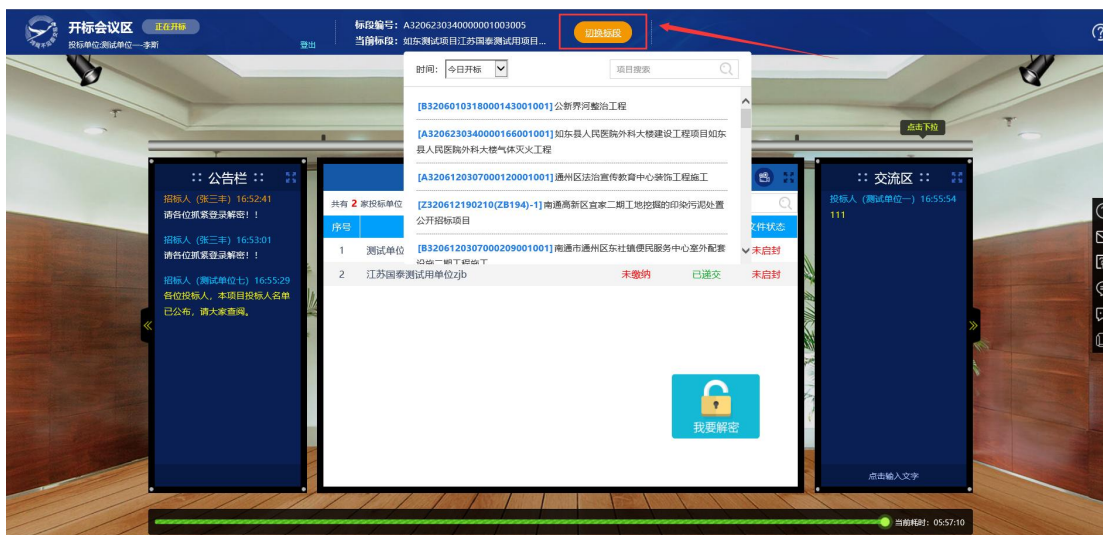 开标会议区 正在开标
投标单位:测试单位一--李斯 登出
标段编号：A3206230340000001003005
当前标段：如东测试项目江苏国泰测试用项目...
切换标段
时间：今日开标
项目搜索
[B3206010318000143001001]公新界河整治工程
[A3206230340000166001001]如东县人民医院外科大楼建设工程项目如东
县人民医院外科大楼气体灭火工程
[A3206120307000120001001]通州区法治宣传教育中心装饰工程施工
[Z320612190210(ZB194)-1]南通高新区宜家二期工地挖掘的印染污泥处置
公开招标项目
[B3206120307000209001001]南通市通州区东社镇便民服务中心室外配套
设施二期工程施工
点击下拉
:: 公告栏 ::
招标人（张三丰）16:52:41
请各位抓紧登录解密！！
招标人（张三丰）16:53:01
请各位抓紧登录解密！！
招标人（测试单位七）16:55:29
各位投标人，本项目投标人名单
已公布，请大家查阅。
共有 2 家投标单位
序号 文件状态
1 测试单位 未启封
2 江苏国泰测试用单位zjb 未缴纳 已递交 未启封
我要解密
:: 交流区 ::
投标人（测试单位一）16:55:54
111
点击输入文字
当前耗时：05:57:10